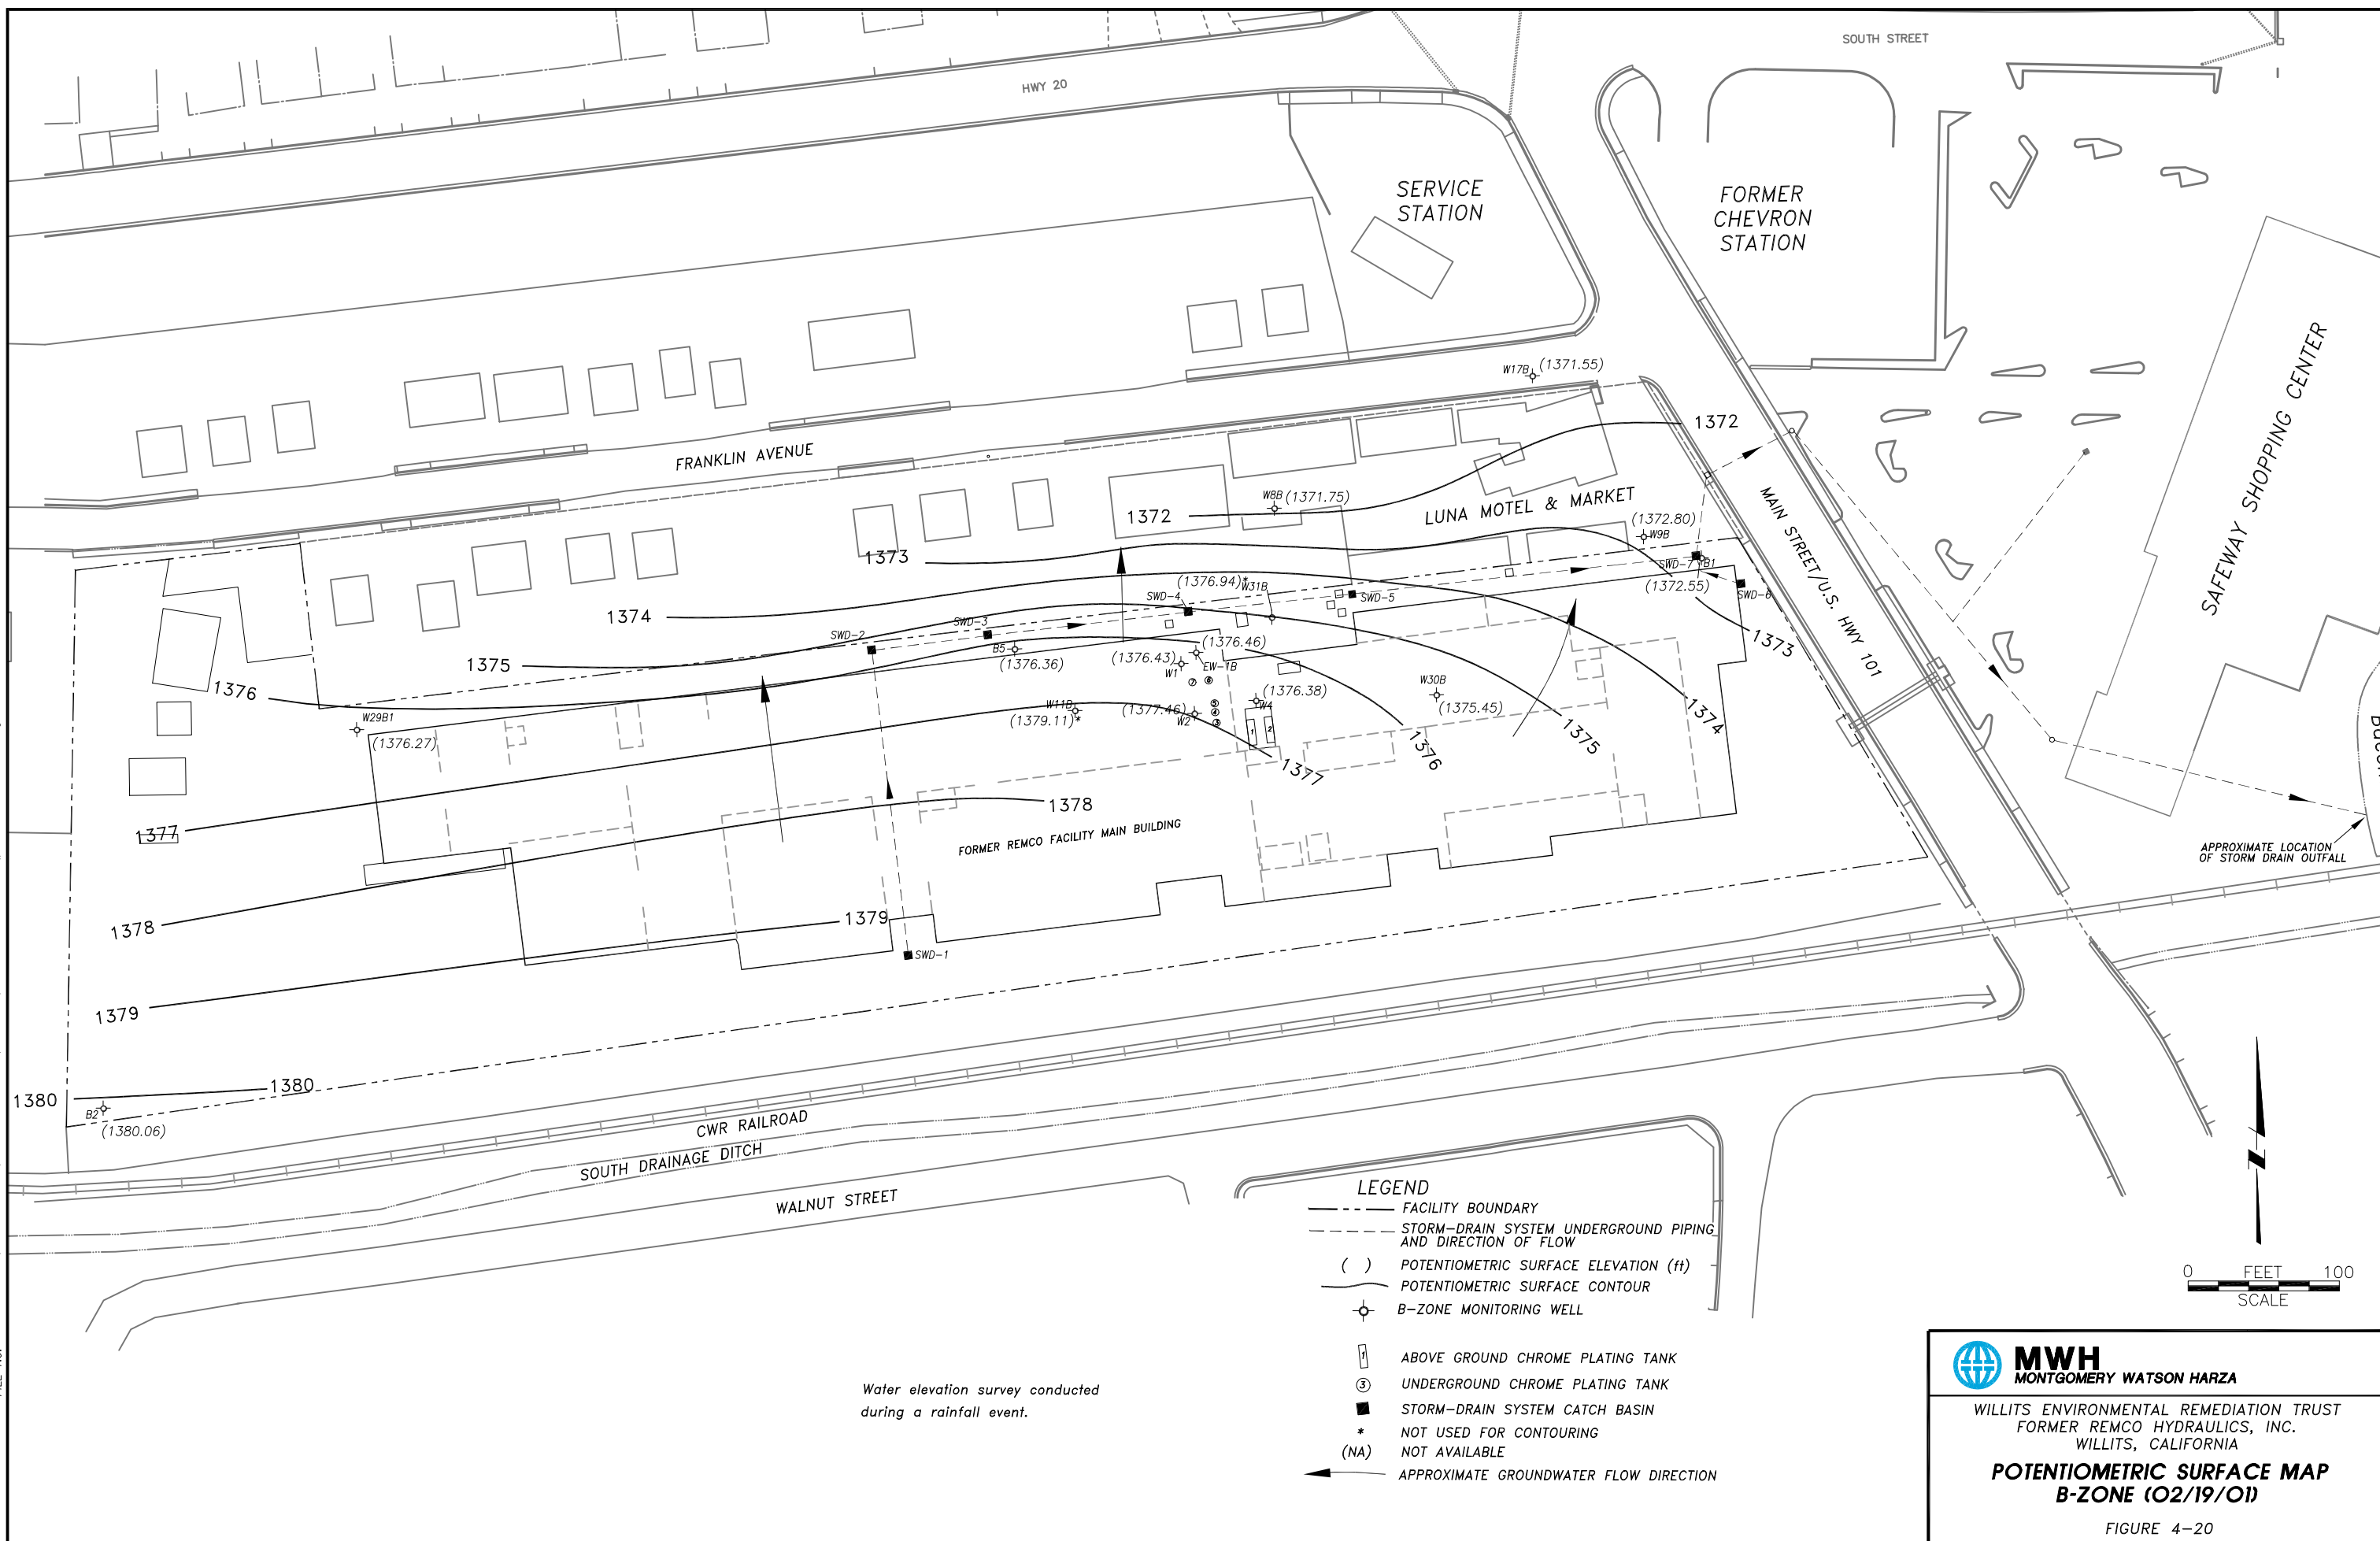 SOUTH STREET
HWY 20
SERVICE
STATION
FORMER
CHEVRON
STATION
SAFEWAY SHOPPING CENTER
W17B (1371.55)
FRANKLIN AVENUE
1372
MAIN STREET/U.S. HWY 101
W8B (1371.75)
1372
LUNA MOTEL & MARKET
(1372.80)
W9B
1373
SWD-7
B1
(1372.55)
SWD-6
(1376.94)*
W31B
SWD-4
SWD-5
1374
SWD-3
SWD-2
1373
1375
B5
(1376.36)
(1376.46)
(1376.43)
W1
EW-1B
7
6
1376
W29B1
(1376.27)
W11B
(1379.11)*
(1377.46)
W2
5
4
3
(1376.38)
W4
1
2
W30B
(1375.45)
1374
1375
1376
1377
1377
1378
FORMER REMCO FACILITY MAIN BUILDING
APPROXIMATE LOCATION
OF STORM DRAIN OUTFALL
1378
1379
SWD-1
1379
1380
1380
B2
(1380.06)
CWR RAILROAD
SOUTH DRAINAGE DITCH
WALNUT STREET
LEGEND
FACILITY BOUNDARY
STORM-DRAIN SYSTEM UNDERGROUND PIPING
AND DIRECTION OF FLOW
( ) POTENTIOMETRIC SURFACE ELEVATION (ft)
POTENTIOMETRIC SURFACE CONTOUR
B-ZONE MONITORING WELL
1 ABOVE GROUND CHROME PLATING TANK
3 UNDERGROUND CHROME PLATING TANK
STORM-DRAIN SYSTEM CATCH BASIN
* NOT USED FOR CONTOURING
(NA) NOT AVAILABLE
APPROXIMATE GROUNDWATER FLOW DIRECTION
Water elevation survey conducted
during a rainfall event.
N
0 FEET 100
SCALE
MWH
MONTGOMERY WATSON HARZA
WILLITS ENVIRONMENTAL REMEDIATION TRUST
FORMER REMCO HYDRAULICS, INC.
WILLITS, CALIFORNIA
POTENTIOMETRIC SURFACE MAP
B-ZONE (02/19/01)
FIGURE 4-20